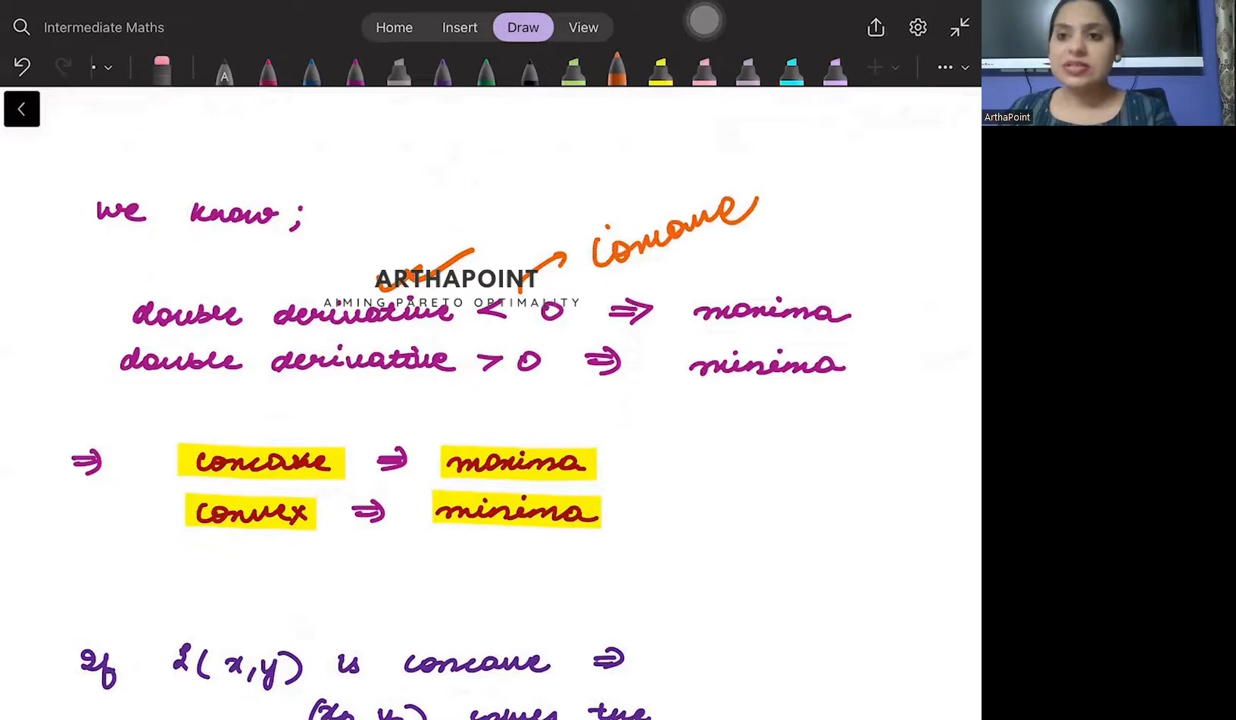 Intermediate Maths
Home Insert Draw View
ArthaPoint
we know;
concave
ARTHAPOINT
AIMING PARETO OPTIMALITY
double derivative < 0 ⇒ maxima
double derivative > 0 ⇒ minima
⇒ concave ⇒ maxima
convex ⇒ minima
If L(x,y) is concave ⇒
the